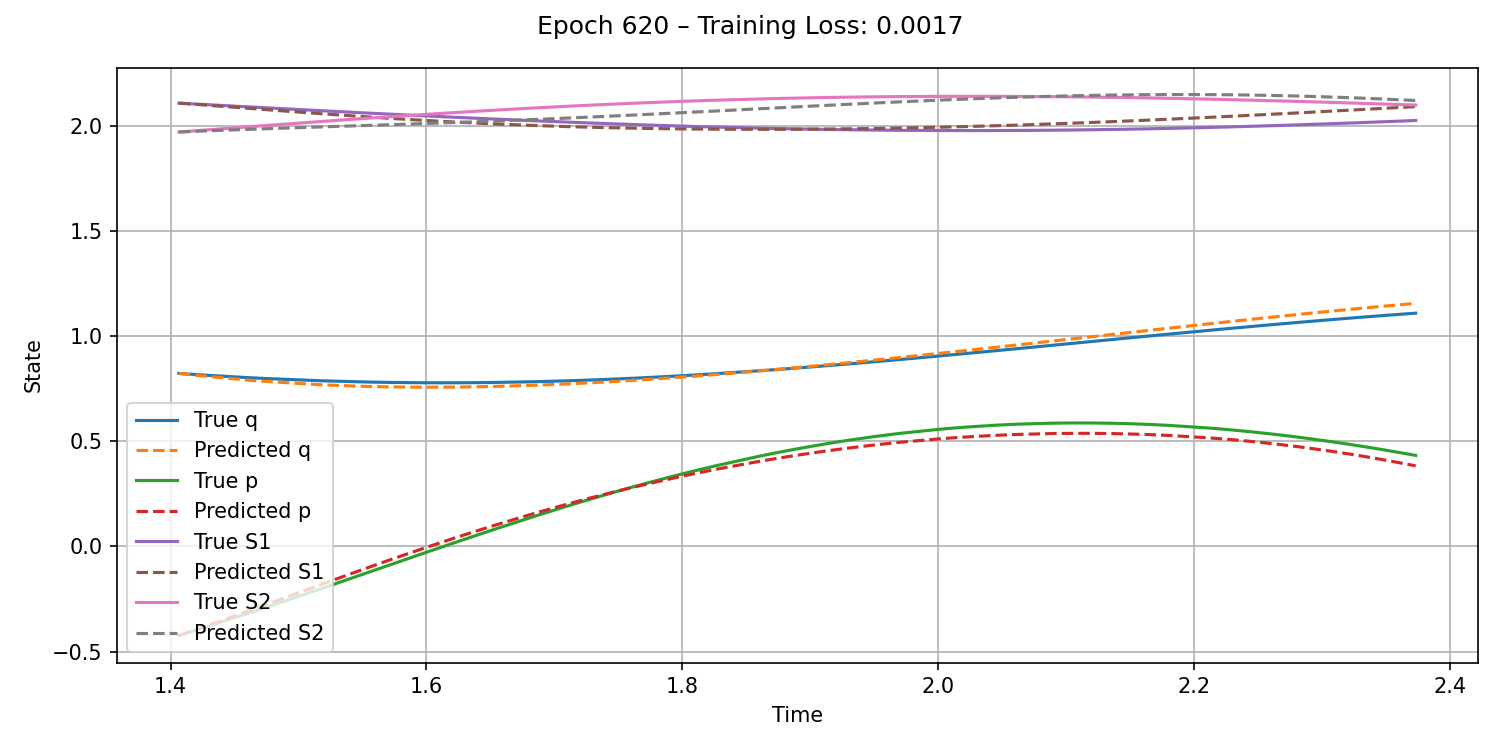 Epoch 620 – Training Loss: 0.0017
State
2.0
1.5
1.0
0.5
0.0
−0.5
True q
Predicted q
True p
Predicted p
True S1
Predicted S1
True S2
Predicted S2
1.4 1.6 1.8 2.0 2.2 2.4
Time